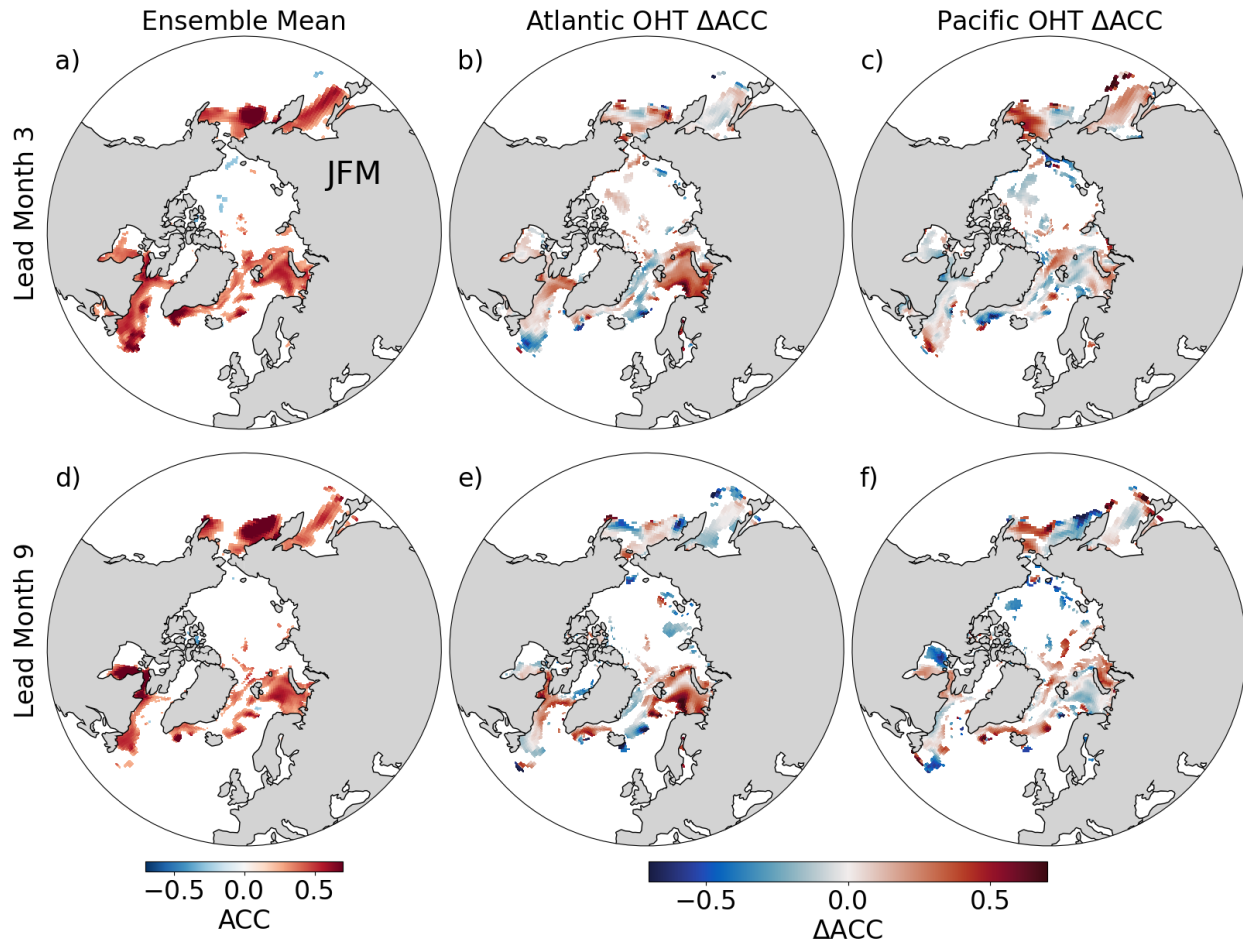 Ensemble Mean
Atlantic OHT ΔACC
Pacific OHT ΔACC
Lead Month 3
a)
b)
c)
JFM
Lead Month 9
d)
e)
f)
−0.5 0.0 0.5
ACC
−0.5 0.0 0.5
ΔACC